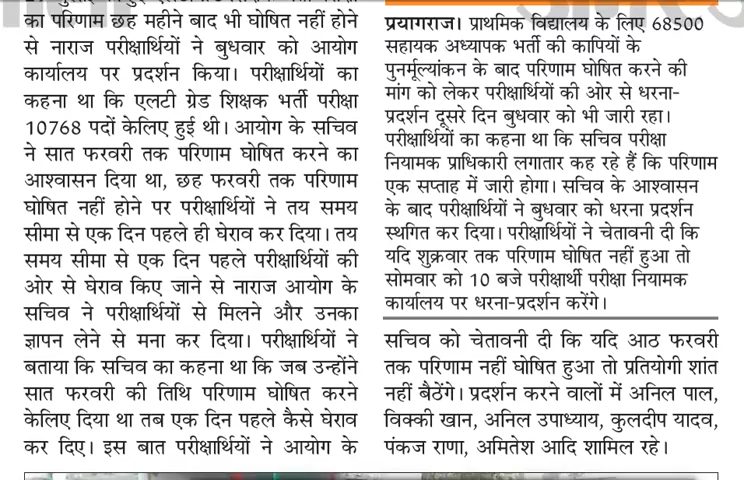 का परिणाम छह महीने बाद भी घोषित नहीं होने
से नाराज परीक्षार्थियों ने बुधवार को आयोग
कार्यालय पर प्रदर्शन किया। परीक्षार्थियों का
कहना था कि एलटी ग्रेड शिक्षक भर्ती परीक्षा
10768 पदों केलिए हुई थी। आयोग के सचिव
ने सात फरवरी तक परिणाम घोषित करने का
आश्वासन दिया था, छह फरवरी तक परिणाम
घोषित नहीं होने पर परीक्षार्थियों ने तय समय
सीमा से एक दिन पहले ही घेराव कर दिया। तय
समय सीमा से एक दिन पहले परीक्षार्थियों की
ओर से घेराव किए जाने से नाराज आयोग के
सचिव ने परीक्षार्थियों से मिलने और उनका
ज्ञापन लेने से मना कर दिया। परीक्षार्थियों ने
बताया कि सचिव का कहना था कि जब उन्होंने
सात फरवरी की तिथि परिणाम घोषित करने
केलिए दिया था तब एक दिन पहले कैसे घेराव
कर दिए। इस बात परीक्षार्थियों ने आयोग के
प्रयागराज। प्राथमिक विद्यालय के लिए 68500
सहायक अध्यापक भर्ती की कापियों के
पुनर्मूल्यांकन के बाद परिणाम घोषित करने की
मांग को लेकर परीक्षार्थियों की ओर से धरना-
प्रदर्शन दूसरे दिन बुधवार को भी जारी रहा।
परीक्षार्थियों का कहना था कि सचिव परीक्षा
नियामक प्राधिकारी लगातार कह रहे हैं कि परिणाम
एक सप्ताह में जारी होगा। सचिव के आश्वासन
के बाद परीक्षार्थियों ने बुधवार को धरना प्रदर्शन
स्थगित कर दिया। परीक्षार्थियों ने चेतावनी दी कि
यदि शुक्रवार तक परिणाम घोषित नहीं हुआ तो
सोमवार को 10 बजे परीक्षार्थी परीक्षा नियामक
कार्यालय पर धरना-प्रदर्शन करेंगे।
सचिव को चेतावनी दी कि यदि आठ फरवरी
तक परिणाम नहीं घोषित हुआ तो प्रतियोगी शांत
नहीं बैठेंगे। प्रदर्शन करने वालों में अनिल पाल,
विक्की खान, अनिल उपाध्याय, कुलदीप यादव,
पंकज राणा, अमितेश आदि शामिल रहे।